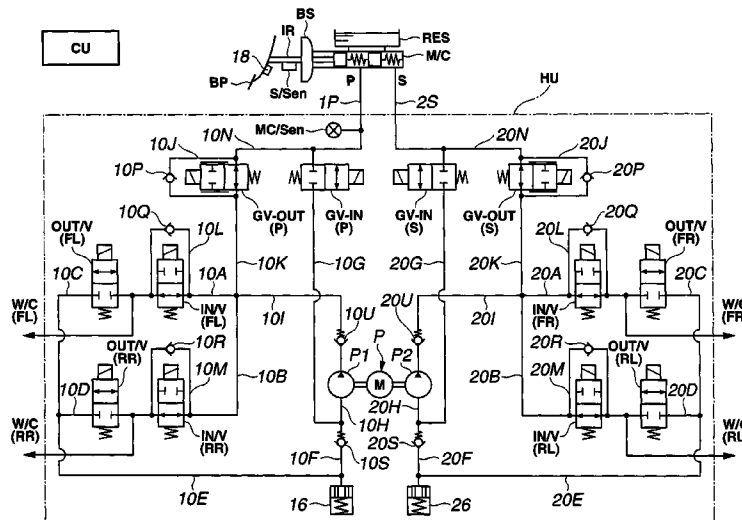 BS
IR
RES
CU
18
M/C
BP
S/Sen
P
S
1P
2S
HU
MC/Sen
10J
10N
20N
20J
10P
20P
OUT/V
(FL)
10Q
10L
GV-OUT
(P)
GV-IN
(P)
GV-IN
(S)
GV-OUT
(S)
20Q
20L
OUT/V
(FR)
10C
10A
10K
10G
20G
20K
20A
20C
W/C
(FL)
IN/V
(FL)
10I
10U
20U
20I
IN/V
(FR)
W/C
(FR)
OUT/V
(RR)
10R
P1
P
P2
20R
OUT/V
(RL)
10D
10M
10B
M
20B
20M
20D
10H
20H
W/C
(RR)
IN/V
(RR)
IN/V
(RL)
W/C
(RL)
10F
10S
20S
20F
10E
16
26
20E